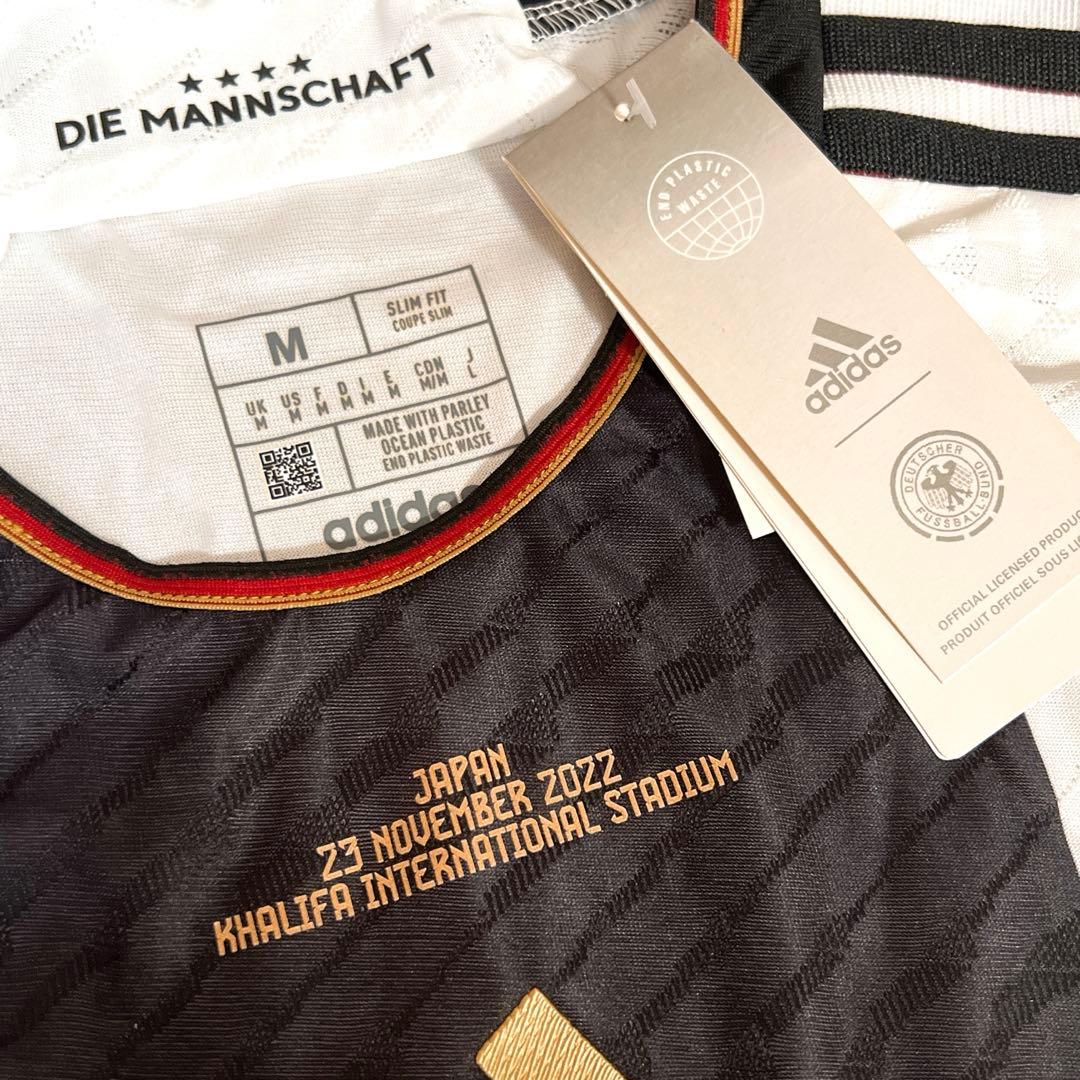 ★★★★
DIE MANNSCHAFT
M
SLIM FIT
COUPE SLIM
UK US F D I E CDN J
M M M M M M M/M L
MADE WITH PARLEY
OCEAN PLASTIC
END PLASTIC WASTE
adidas
END PLASTIC
WASTE
adidas
DEUTSCHER
FUSSBALL-BUND
OFFICIAL LICENSED PRODUC
PRODUIT OFFICIEL SOUS LI
JAPAN
23 NOVEMBER 2022
KHALIFA INTERNATIONAL STADIUM